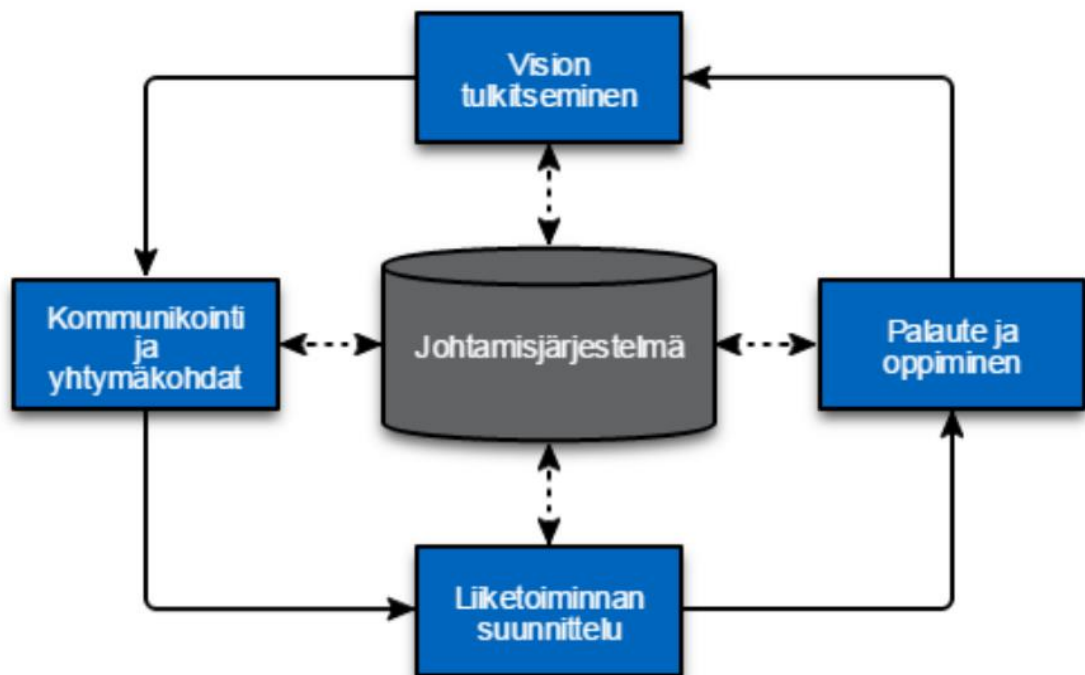 Vision
tulkitseminen
Kommunikointi
ja
yhtymäkohdat
Johtamisjärjestelmä
Palaute ja
oppiminen
Liiketoiminnan
suunnittelu